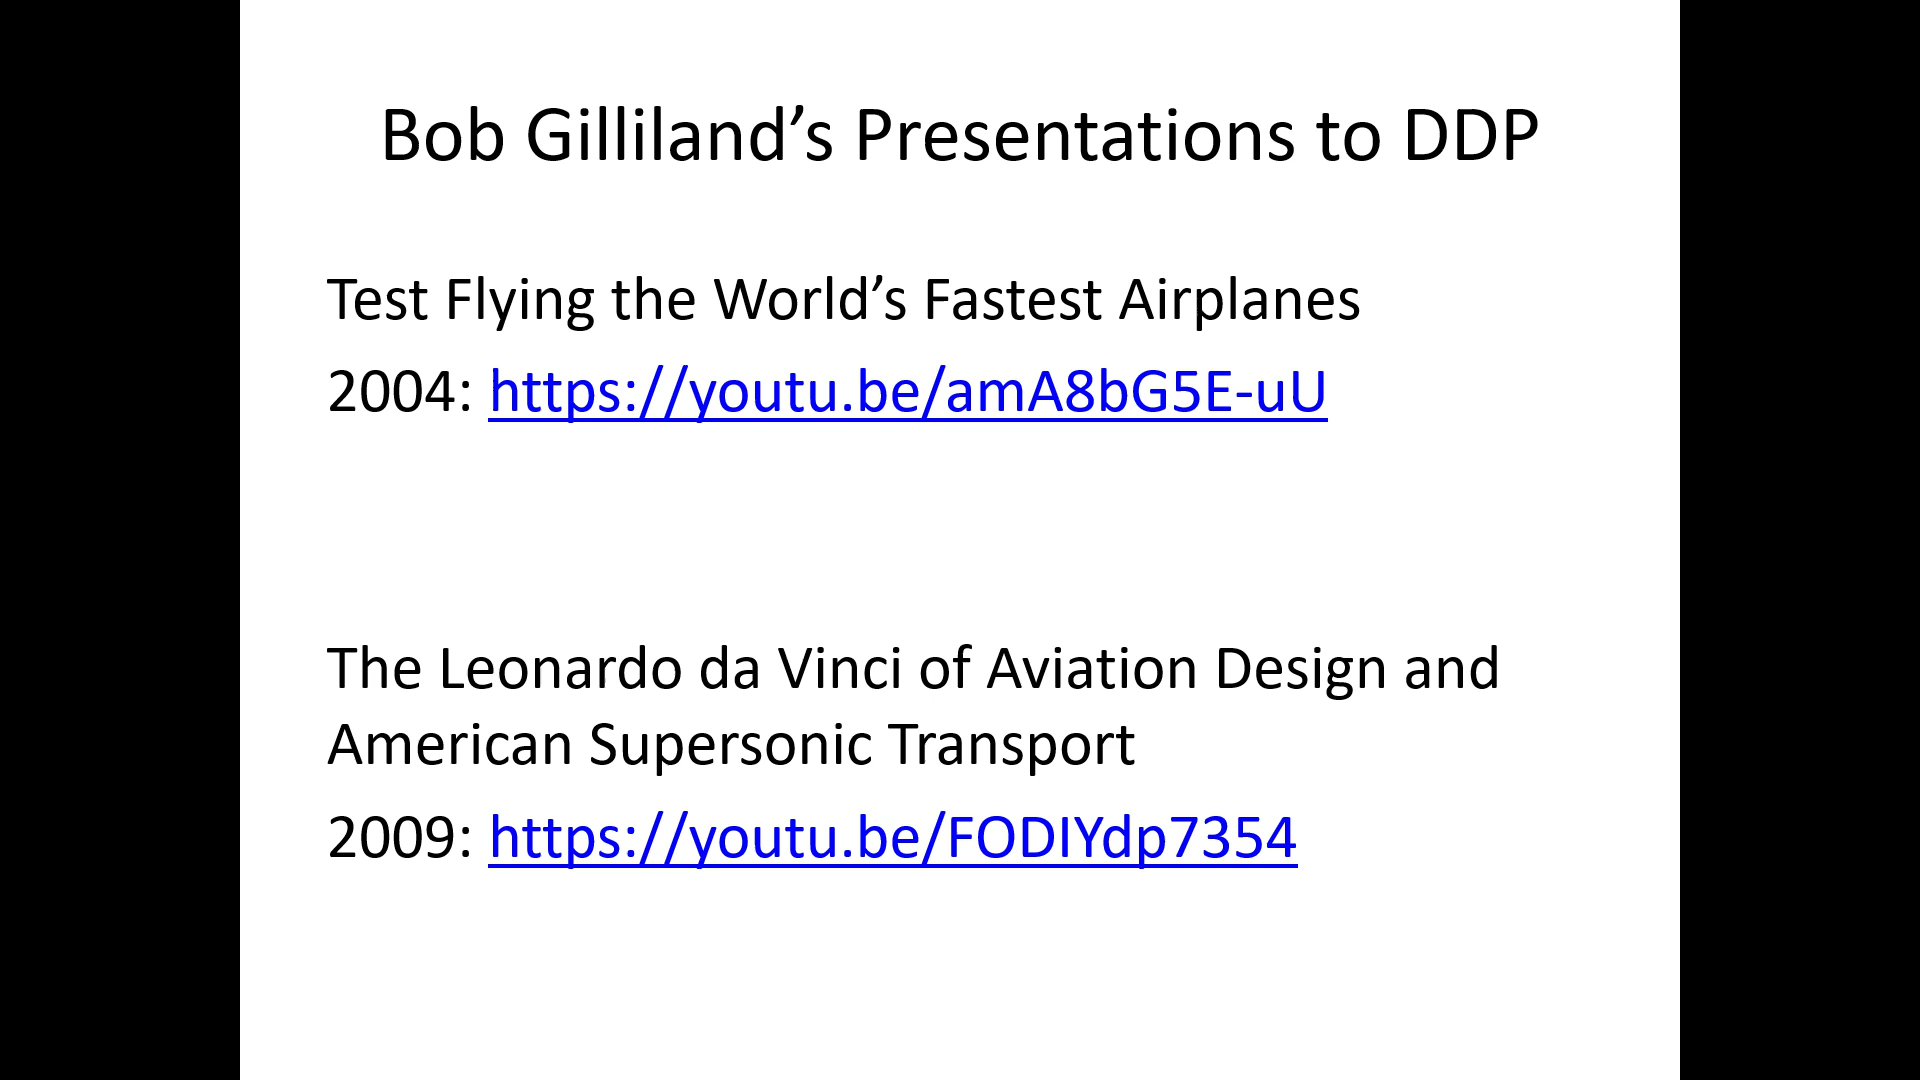 Bob Gilliland’s Presentations to DDP
Test Flying the World’s Fastest Airplanes
2004: https://youtu.be/amA8bG5E-uU
The Leonardo da Vinci of Aviation Design and
American Supersonic Transport
2009: https://youtu.be/FODIYdp7354